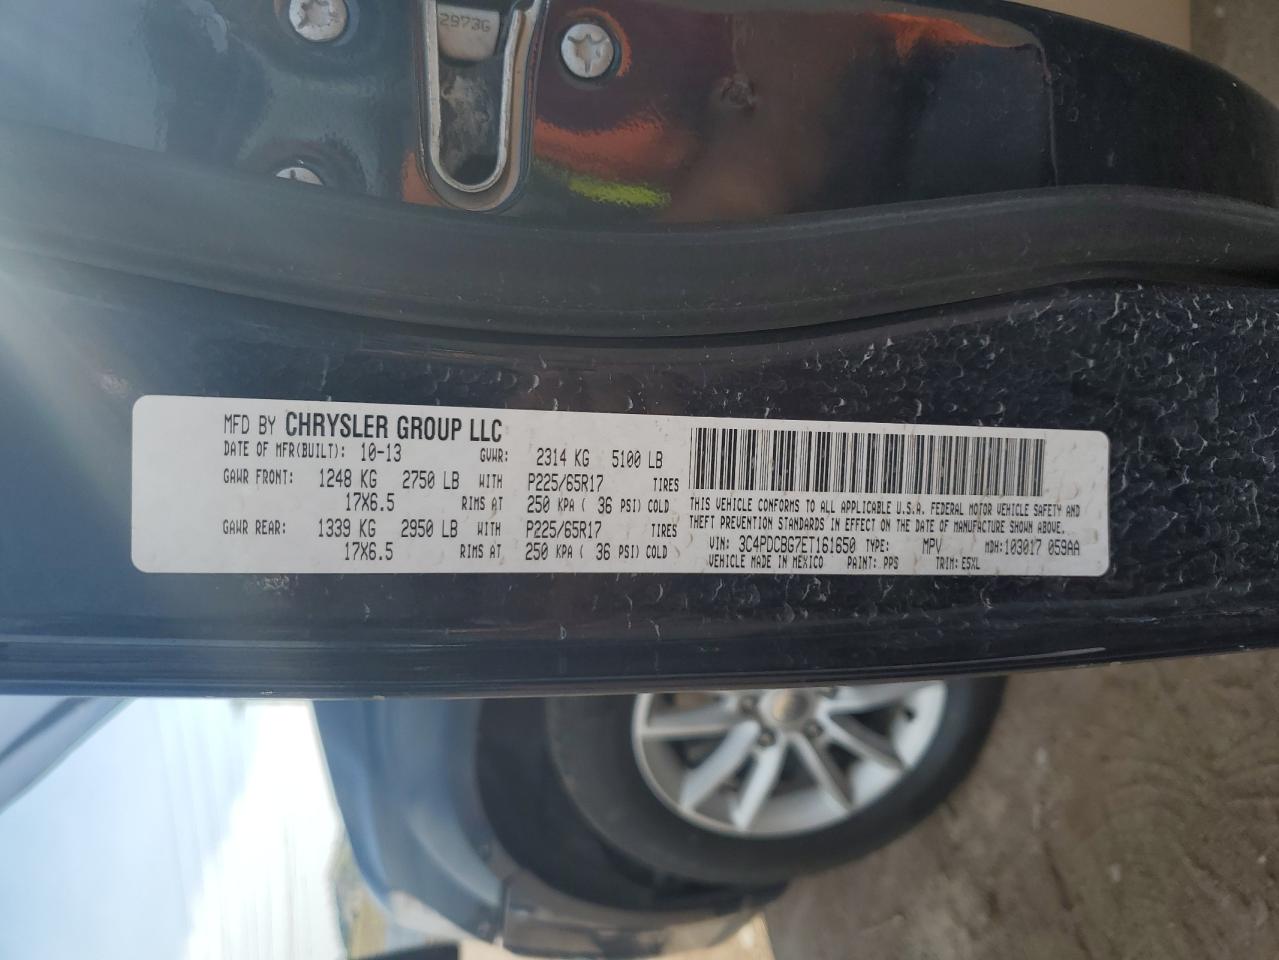 2973G
MFD BY CHRYSLER GROUP LLC
DATE OF MFR(BUILT): 10-13 GVWR: 2314 KG 5100 LB
GAWR FRONT: 1248 KG 2750 LB WITH P225/65R17 TIRES
17X6.5 RIMS AT 250 KPA ( 36 PSI) COLD
GAWR REAR: 1339 KG 2950 LB WITH P225/65R17 TIRES
17X6.5 RIMS AT 250 KPA ( 36 PSI) COLD
THIS VEHICLE CONFORMS TO ALL APPLICABLE U.S.A. FEDERAL MOTOR VEHICLE SAFETY AND
THEFT PREVENTION STANDARDS IN EFFECT ON THE DATE OF MANUFACTURE SHOWN ABOVE.
VIN: 3C4PDCBG7ET161650 TYPE: MPV MDH: 103017 059AA
VEHICLE MADE IN MEXICO PAINT: PPS TRIM: E5XL